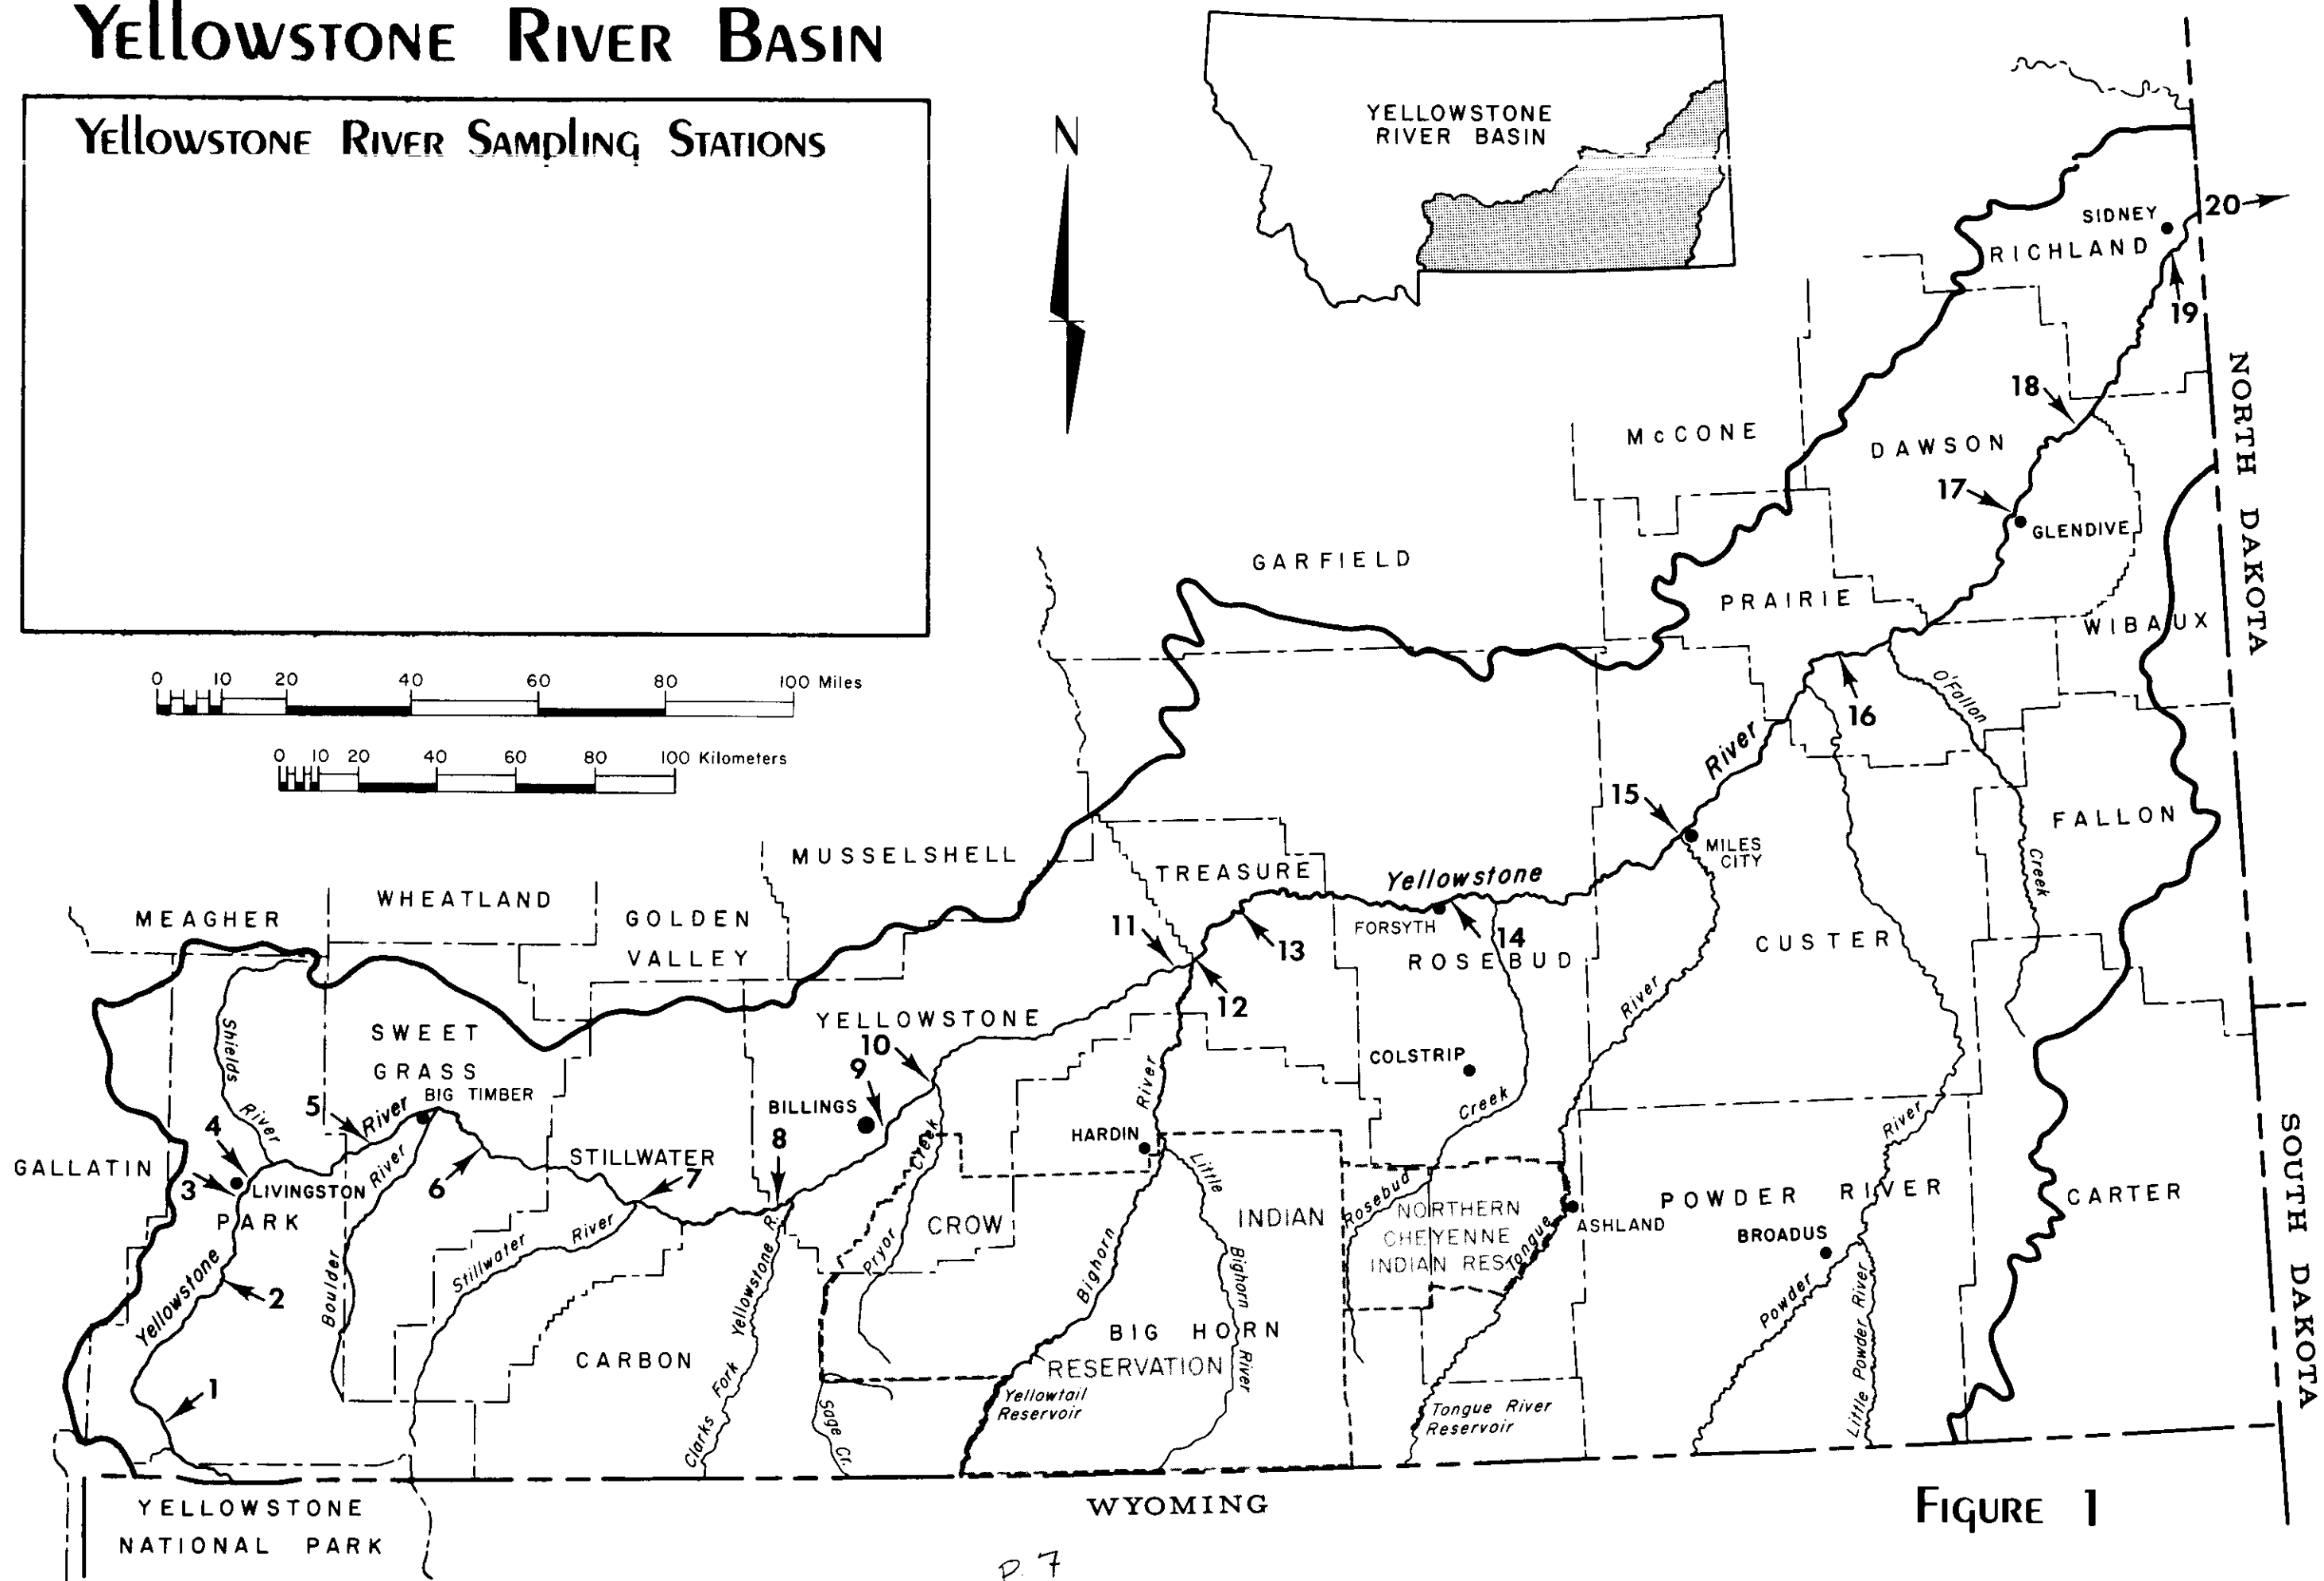 Yellowstone River Basin
Yellowstone River Sampling Stations
YELLOWSTONE
RIVER BASIN
N
0 10 20 40 60 80 100 Miles
0 10 20 40 60 80 100 Kilometers
20
SIDNEY
RICHLAND
19
NORTH DAKOTA
18
McCONE
DAWSON
17
GLENDIVE
GARFIELD
PRAIRIE
WIBAUX
O'Fallon
Creek
16
River
15
MILES
CITY
FALLON
MUSSELSHELL
TREASURE
Yellowstone
FORSYTH
14
ROSEBUD
CUSTER
MEAGHER
WHEATLAND
GOLDEN
VALLEY
11
13
12
River
SWEET
GRASS
YELLOWSTONE
10
9
Shields
River
BIG TIMBER
BILLINGS
COLSTRIP
Creek
River
HARDIN
River
5
River
4
8
GALLATIN
3
LIVINGSTON
PARK
River
6
STILLWATER
7
Creek
Little
Rosebud
NORTHERN
CHEYENNE
INDIAN RES.
Tongue
ASHLAND
POWDER RIVER
BROADUS
CARTER
SOUTH DAKOTA
Stillwater River
R.
CROW
INDIAN
Pryor
Bighorn
Bighorn
River
Yellowstone
2
Boulder
Yellowstone
Fork
Clarks
CARBON
BIG HORN
RESERVATION
Powder
Little Powder River
1
Sage Cr.
Yellowtail
Reservoir
Tongue River
Reservoir
YELLOWSTONE
NATIONAL PARK
WYOMING
Figure 1
P. 7